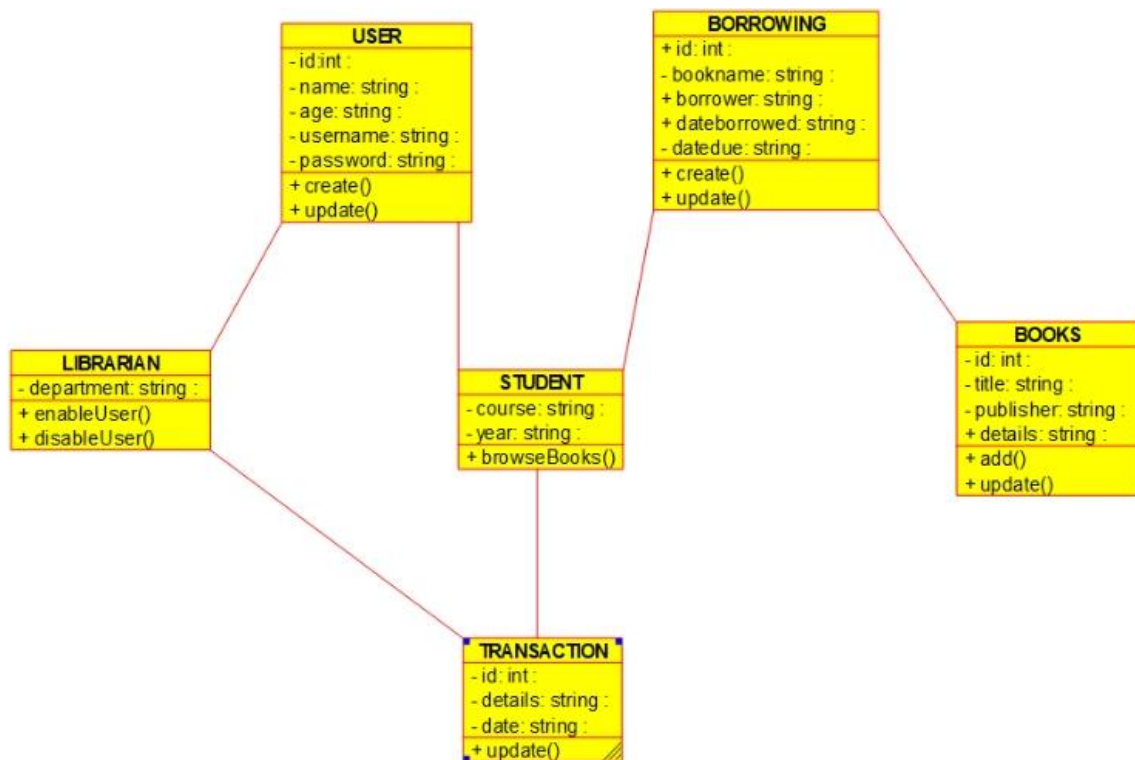 USER
- id:int :
- name: string :
- age: string :
- username: string :
- password: string :
+ create()
+ update()
BORROWING
+ id: int :
- bookname: string :
+ borrower: string :
+ dateborrowed: string :
- datedue: string :
+ create()
+ update()
LIBRARIAN
- department: string :
+ enableUser()
+ disableUser()
STUDENT
- course: string :
- year: string :
+ browseBooks()
BOOKS
- id: int :
- title: string :
- publisher: string :
+ details: string :
+ add()
+ update()
TRANSACTION
- id: int :
- details: string :
- date: string :
+ update()